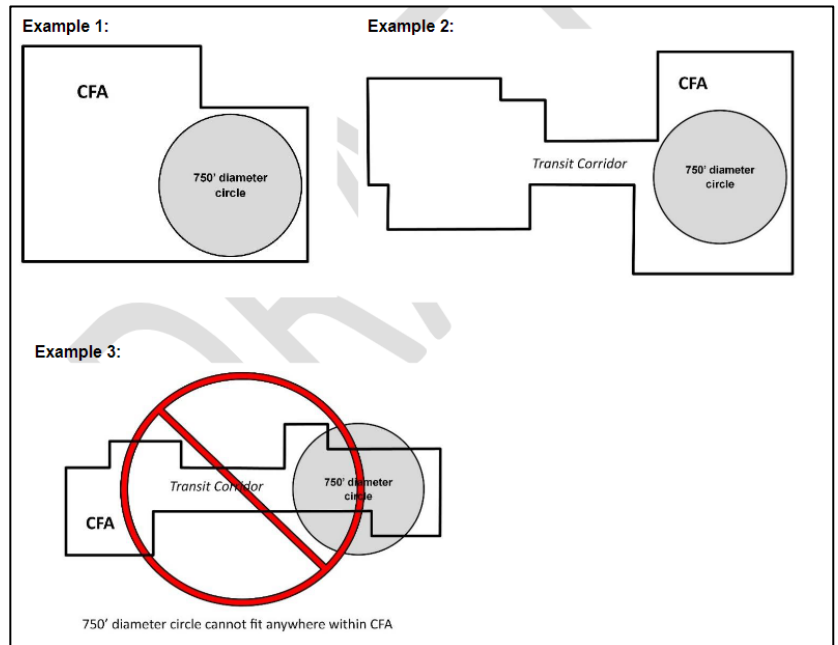 Example 1:
CFA
750' diameter
circle
Example 2:
CFA
Transit Corridor
750' diameter
circle
Example 3:
Transit Corridor
750' diameter
circle
CFA
750' diameter circle cannot fit anywhere within CFA